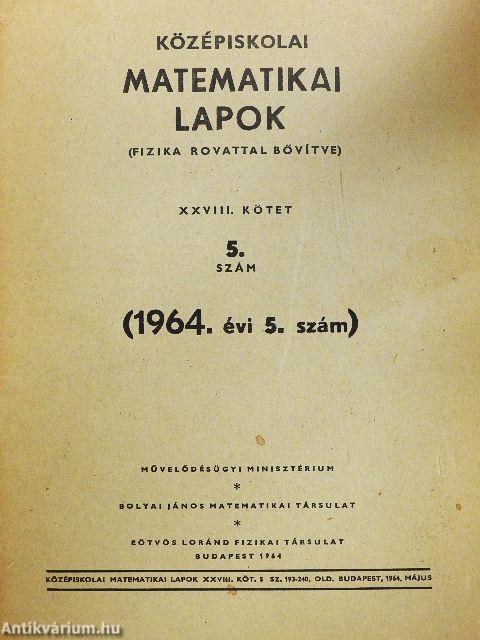 KÖZÉPISKOLAI
MATEMATIKAI
LAPOK
(FIZIKA ROVATTAL BŐVÍTVE)
XXVIII. KÖTET
5.
SZÁM
(1964. évi 5. szám)
MŰVELŐDÉSÜGYI MINISZTÉRIUM
*
BOLYAI JÁNOS MATEMATIKAI TÁRSULAT
*
EÖTVÖS LORÁND FIZIKAI TÁRSULAT
BUDAPEST 1964
KÖZÉPISKOLAI MATEMATIKAI LAPOK XXVIII. KÖT. 5 SZ. 193-240. OLD. BUDAPEST, 1964. MÁJUS
Antikvárium.hu